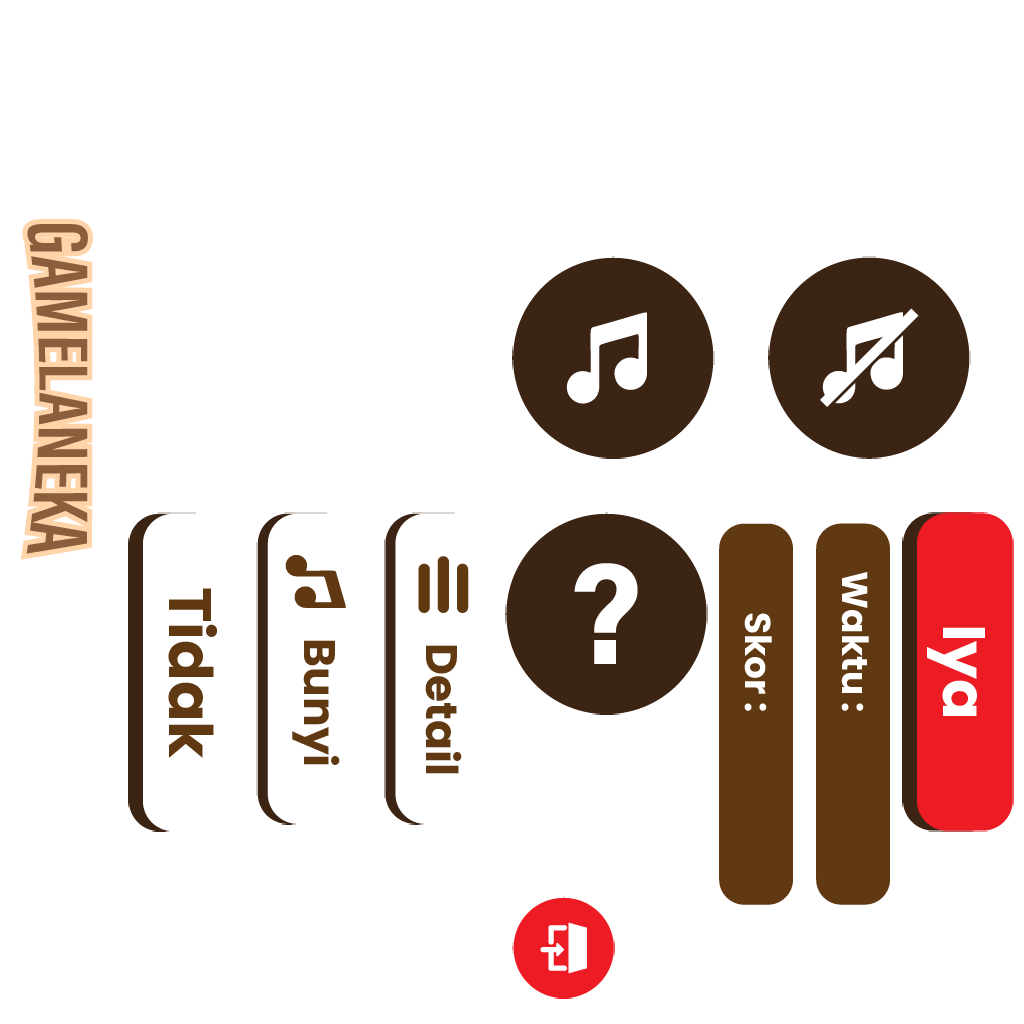 GAMELANEKA
?
Tidak
Bunyi
Detail
Skor :
Waktu :
Iya